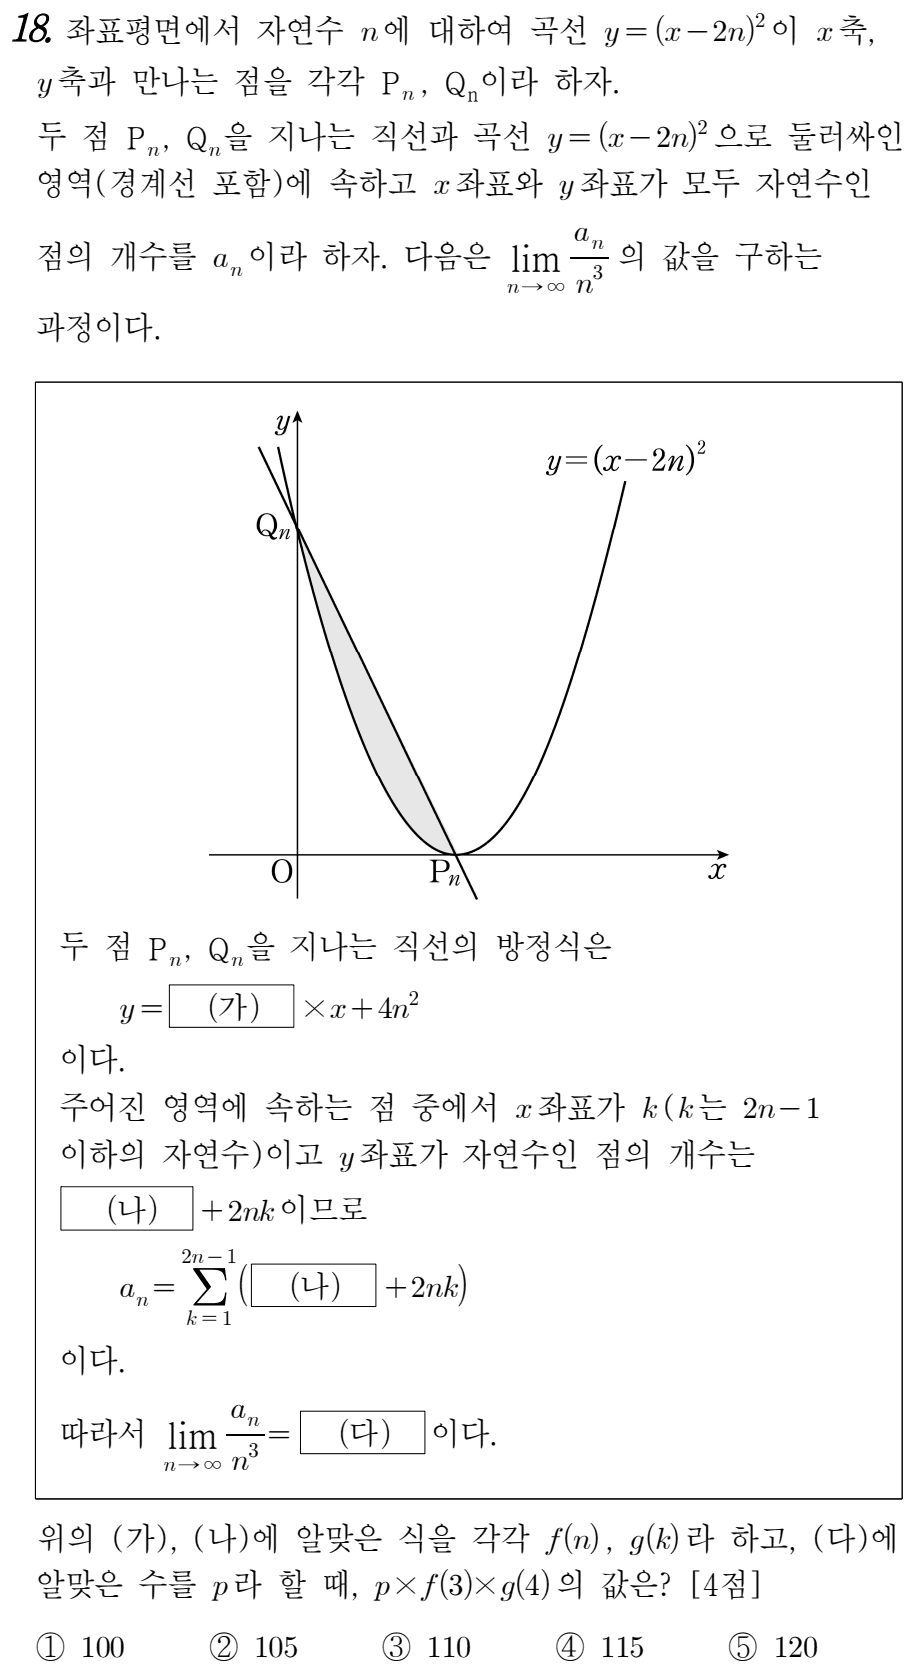 18. 좌표평면에서 자연수 n에 대하여 곡선 y=(x-2n)²이 x축,
y축과 만나는 점을 각각 Pₙ, Qₙ이라 하자.
두 점 Pₙ, Qₙ을 지나는 직선과 곡선 y=(x-2n)²으로 둘러싸인
영역(경계선 포함)에 속하고 x좌표와 y좌표가 모두 자연수인
점의 개수를 aₙ이라 하자. 다음은 lim_{n→∞} aₙ/n³ 의 값을 구하는
과정이다.
y
y=(x-2n)²
Qₙ
O
Pₙ
x
두 점 Pₙ, Qₙ을 지나는 직선의 방정식은
y= (가) ×x+4n²
이다.
주어진 영역에 속하는 점 중에서 x좌표가 k(k는 2n-1
이하의 자연수)이고 y좌표가 자연수인 점의 개수는
(나) +2nk이므로
aₙ= ∑_{k=1}^{2n-1} ( (나) +2nk)
이다.
따라서 lim_{n→∞} aₙ/n³ = (다) 이다.
위의 (가), (나)에 알맞은 식을 각각 f(n), g(k)라 하고, (다)에
알맞은 수를 p라 할 때, p×f(3)×g(4)의 값은? [4점]
① 100 ② 105 ③ 110 ④ 115 ⑤ 120